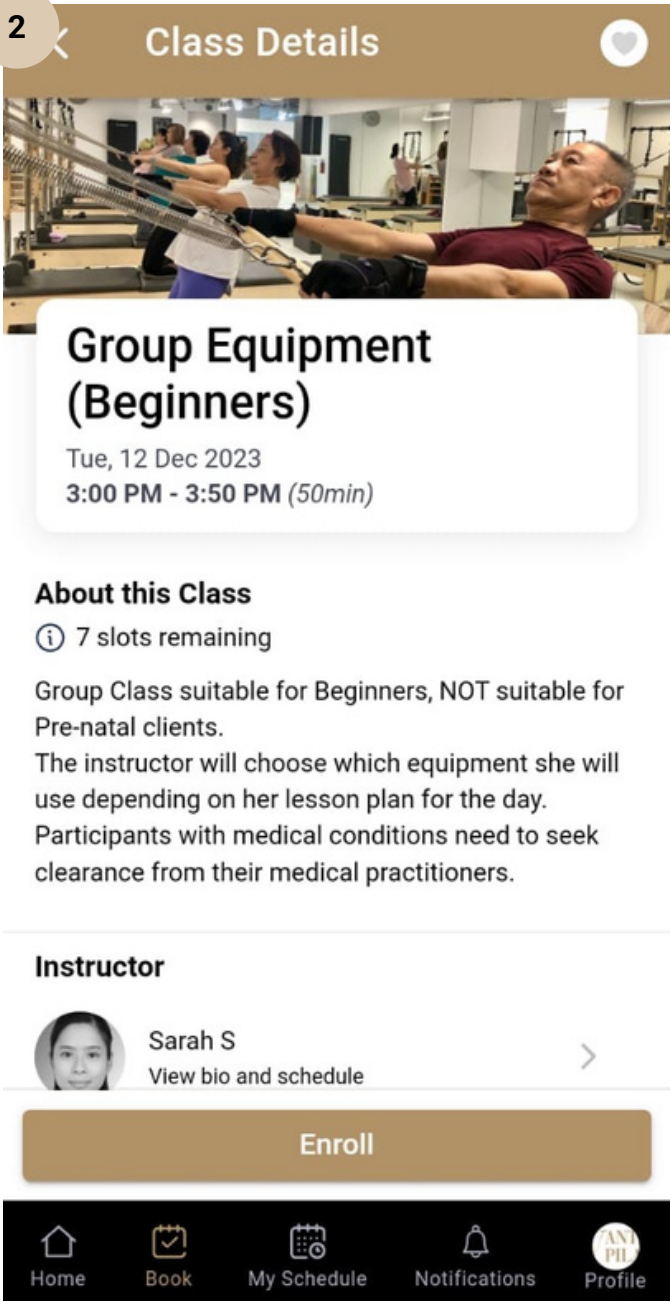 2
Class Details
Group Equipment
(Beginners)
Tue, 12 Dec 2023
3:00 PM - 3:50 PM (50min)
About this Class
7 slots remaining
Group Class suitable for Beginners, NOT suitable for
Pre-natal clients.
The instructor will choose which equipment she will
use depending on her lesson plan for the day.
Participants with medical conditions need to seek
clearance from their medical practitioners.
Instructor
Sarah S
View bio and schedule
Enroll
Home
Book
My Schedule
Notifications
Profile